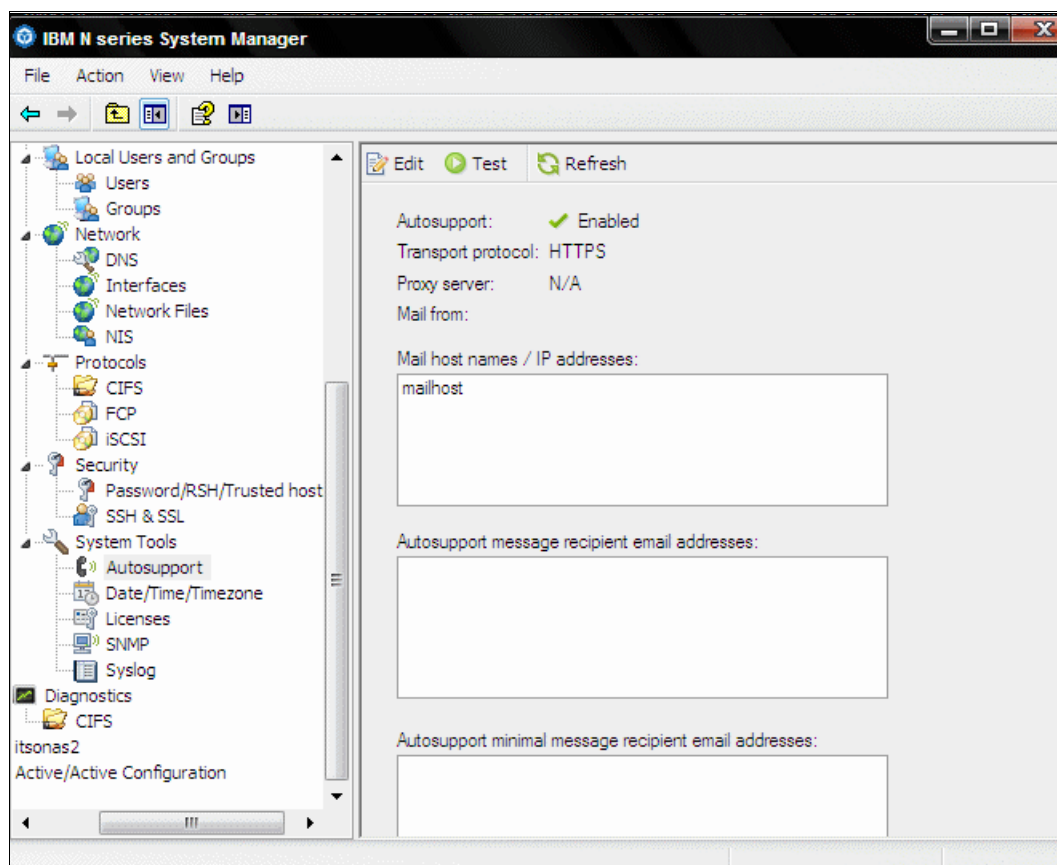 IBM N series System Manager
File Action View Help
Local Users and Groups
Users
Groups
Network
DNS
Interfaces
Network Files
NIS
Protocols
CIFS
FCP
iSCSI
Security
Password/RSH/Trusted host
SSH & SSL
System Tools
Autosupport
Date/Time/Timezone
Licenses
SNMP
Syslog
Diagnostics
CIFS
itsonas2
Active/Active Configuration
Edit Test Refresh
Autosupport: Enabled
Transport protocol: HTTPS
Proxy server: N/A
Mail from:
Mail host names / IP addresses:
mailhost
Autosupport message recipient email addresses:
Autosupport minimal message recipient email addresses: